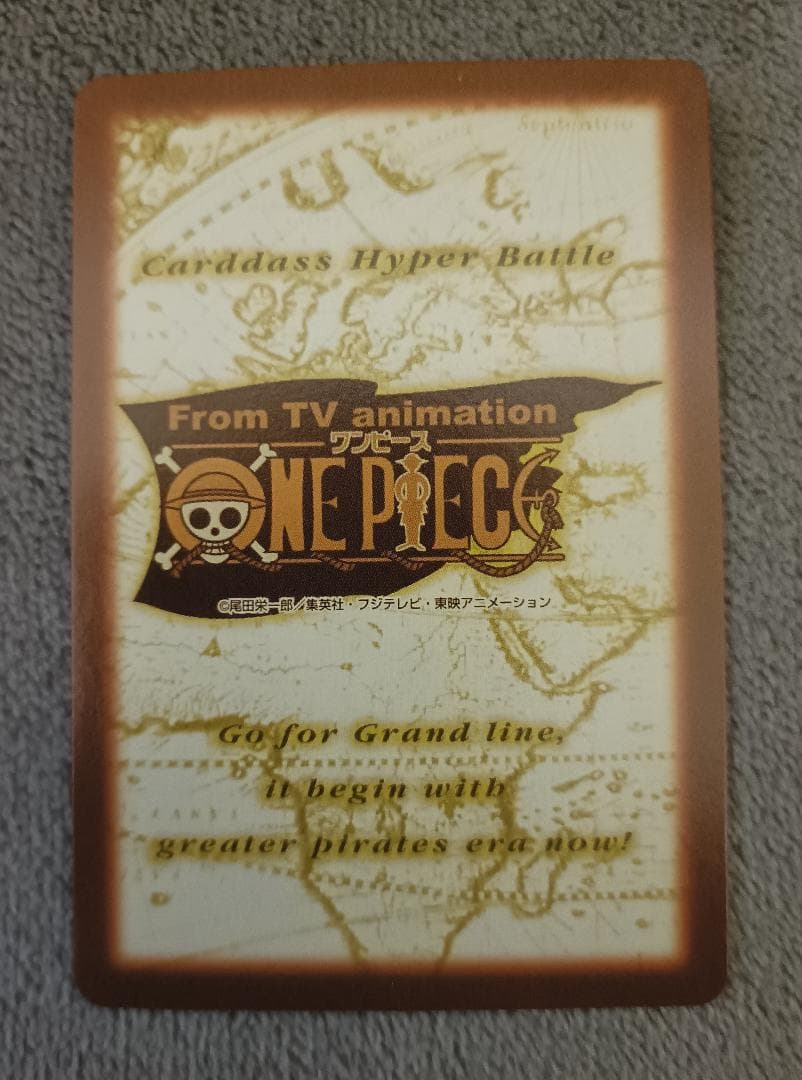 Septentrio
Carddass Hyper Battle
From TV animation
ワンピース
ONE PIECE
©尾田栄一郎／集英社・フジテレビ・東映アニメーション
Go for Grand line,
it begin with
greater pirates era now!